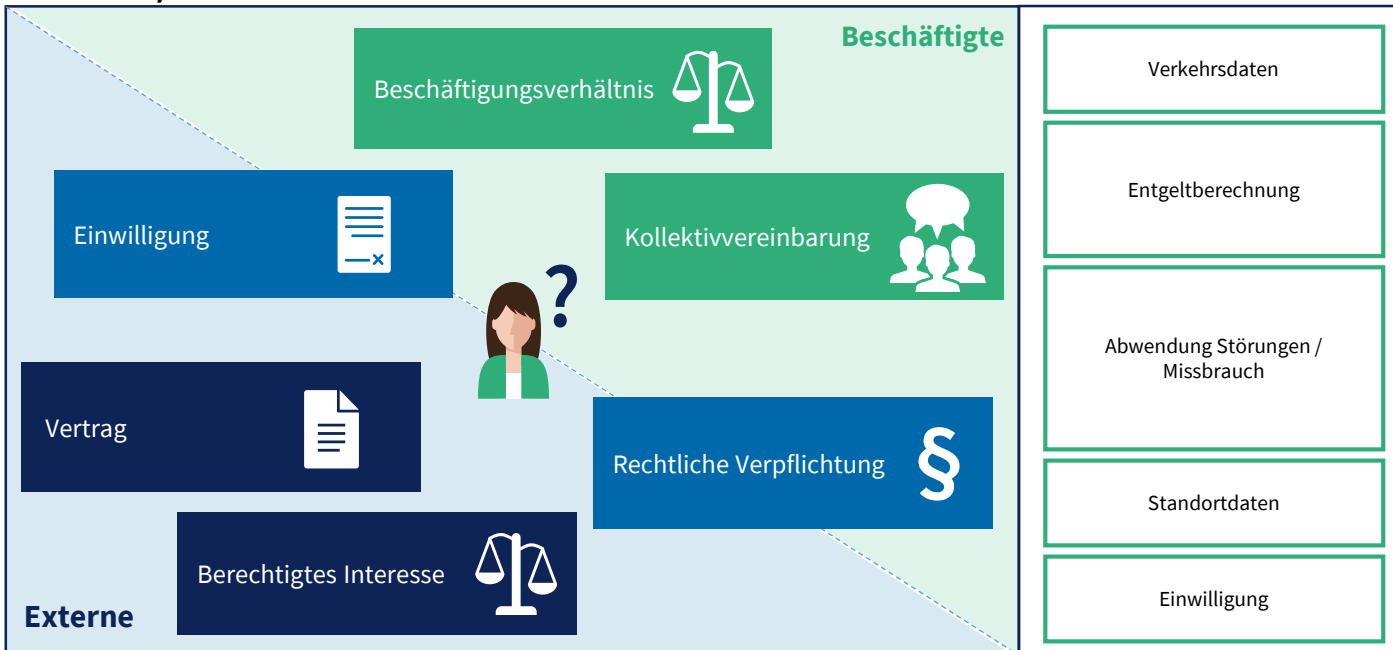 Beschäftigte
Beschäftigungsverhältnis
Einwilligung
Kollektivvereinbarung
?
Vertrag
Rechtliche Verpflichtung §
Berechtigtes Interesse
Externe
Verkehrsdaten
Entgeltberechnung
Abwendung Störungen /
Missbrauch
Standortdaten
Einwilligung